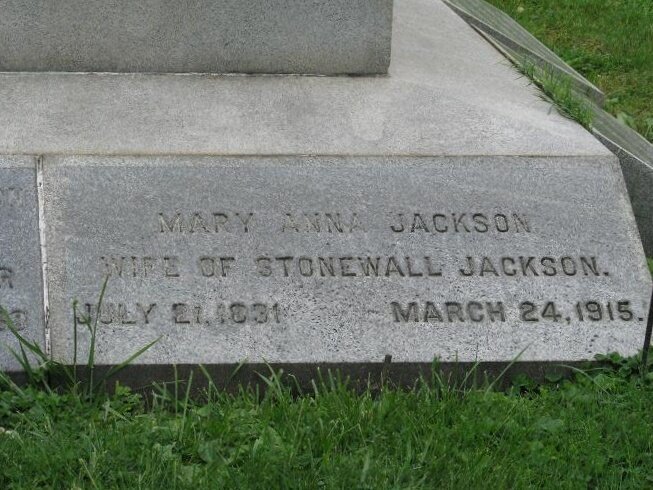 MARY ANNA JACKSON
WIFE OF STONEWALL JACKSON.
JULY 21, 1831 MARCH 24, 1915.